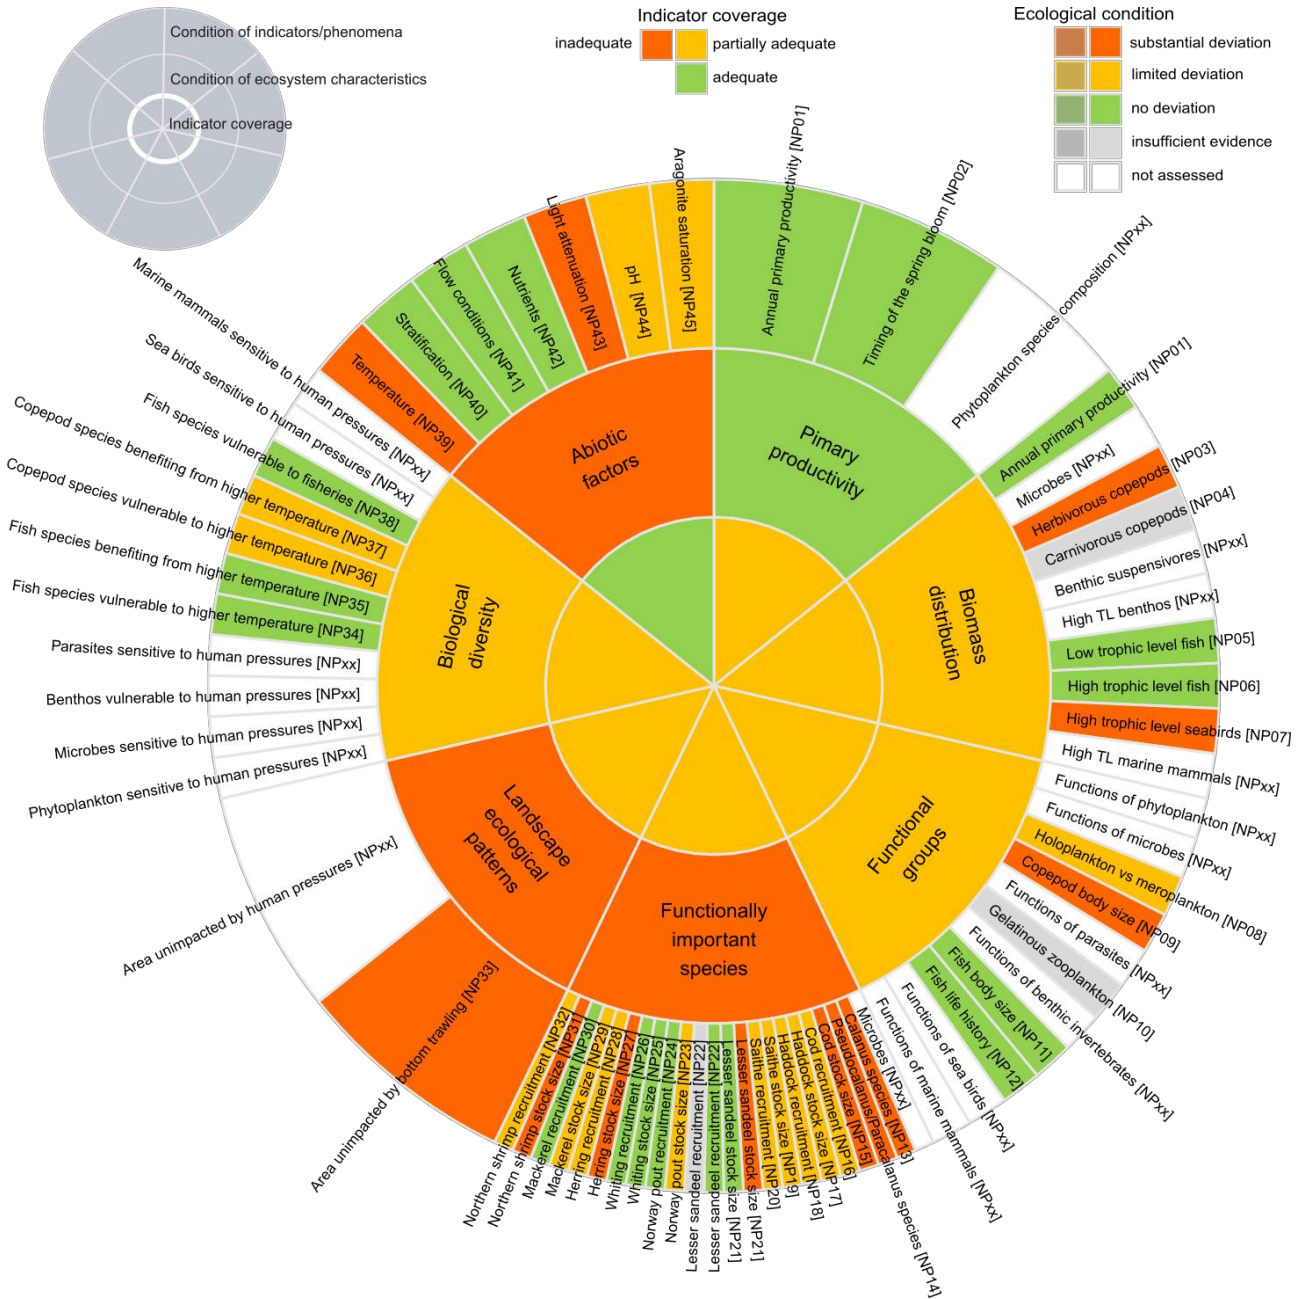 Condition of indicators/phenomena
Condition of ecosystem characteristics
Indicator coverage
Indicator coverage
inadequate
partially adequate
adequate
Ecological condition
substantial deviation
limited deviation
no deviation
insufficient evidence
not assessed
Pimary
productivity
Biomass
distribution
Functional
groups
Functionally
important
species
Landscape
ecological
patterns
Biological
diversity
Abiotic
factors
Annual primary productivity [NP01]
Timing of the spring bloom [NP02]
Phytoplankton species composition [NPxx]
Annual primary productivity [NP01]
Microbes [NPxx]
Herbivorous copepods [NP03]
Carnivorous copepods [NP04]
Benthic suspensivores [NPxx]
High TL benthos [NPxx]
Low trophic level fish [NP05]
High trophic level fish [NP06]
High trophic level seabirds [NP07]
High TL marine mammals [NPxx]
Functions of phytoplankton [NPxx]
Functions of microbes [NPxx]
Holoplankton vs meroplankton [NP08]
Copepod body size [NP09]
Functions of parasites [NPxx]
Gelatinous zooplankton [NP10]
Functions of benthic invertebrates [NPxx]
Fish body size [NP11]
Fish life history [NP12]
Functions of sea birds [NPxx]
Functions of marine mammals [NPxx]
Microbes [NPxx]
Calanus species [NP13]
Pseudocalanus/Paracalanus species [NP14]
Cod stock size [NP15]
Cod recruitment [NP16]
Haddock stock size [NP17]
Haddock recruitment [NP18]
Saithe stock size [NP19]
Saithe recruitment [NP20]
Lesser sandeel stock size [NP21]
Lesser sandeel stock size [NP21]
Lesser sandeel recruitment [NP22]
Lesser sandeel recruitment [NP22]
Norway pout stock size [NP23]
Norway pout recruitment [NP24]
Whiting stock size [NP25]
Whiting recruitment [NP26]
Herring stock size [NP27]
Herring recruitment [NP28]
Mackerel stock size [NP29]
Mackerel recruitment [NP30]
Northern shrimp stock size [NP31]
Northern shrimp recruitment [NP32]
Area unimpacted by bottom trawling [NP33]
Area unimpacted by human pressures [NPxx]
Phytoplankton sensitive to human pressures [NPxx]
Microbes sensitive to human pressures [NPxx]
Benthos vulnerable to human pressures [NPxx]
Parasites sensitive to human pressures [NPxx]
Fish species vulnerable to higher temperature [NP34]
Fish species benefiting from higher temperature [NP35]
Copepod species vulnerable to higher temperature [NP36]
Copepod species benefiting from higher temperature [NP37]
Fish species vulnerable to fisheries [NP38]
Sea birds sensitive to human pressures [NPxx]
Marine mammals sensitive to human pressures [NPxx]
Temperature [NP39]
Stratification [NP40]
Flow conditions [NP41]
Nutrients [NP42]
Light attenuation [NP43]
pH [NP44]
Aragonite saturation [NP45]